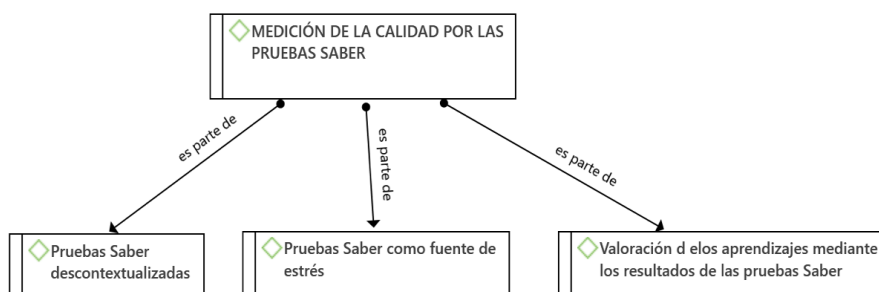 MEDICIÓN DE LA CALIDAD POR LAS
PRUEBAS SABER
es parte de
es parte de
es parte de
Pruebas Saber
descontextualizadas
Pruebas Saber como fuente de
estrés
Valoración d elos aprendizajes mediante
los resultados de las pruebas Saber